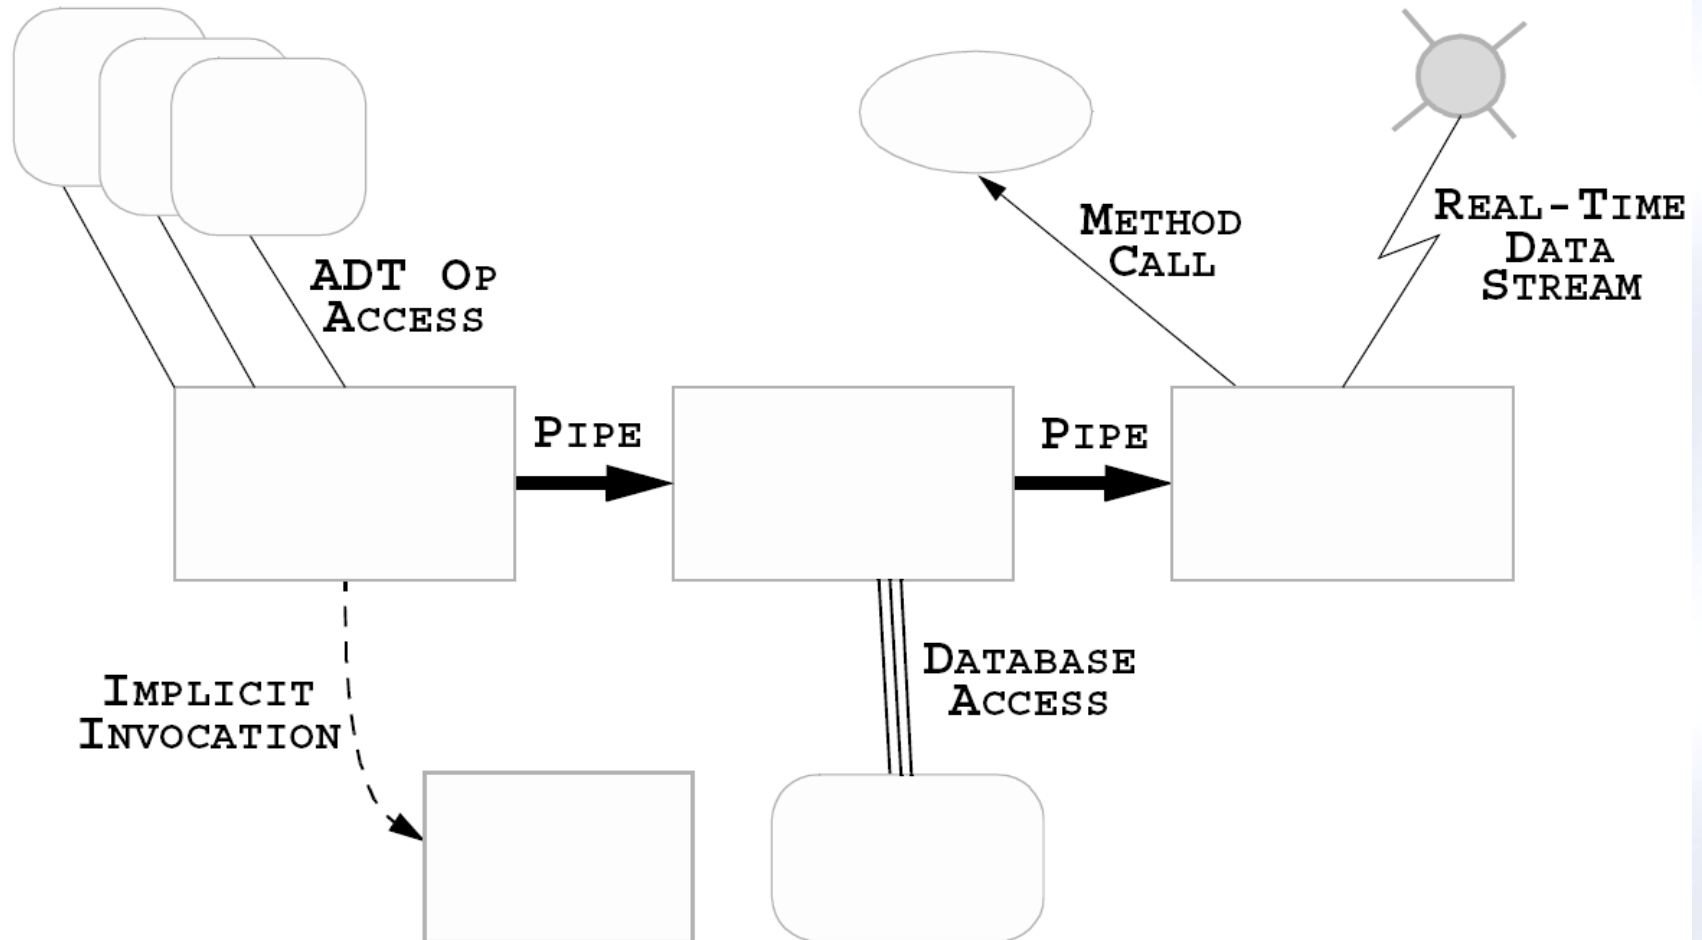 ADT Op
Access
Method
Call
Real-Time
Data
Stream
Pipe
Pipe
Implicit
Invocation
Database
Access